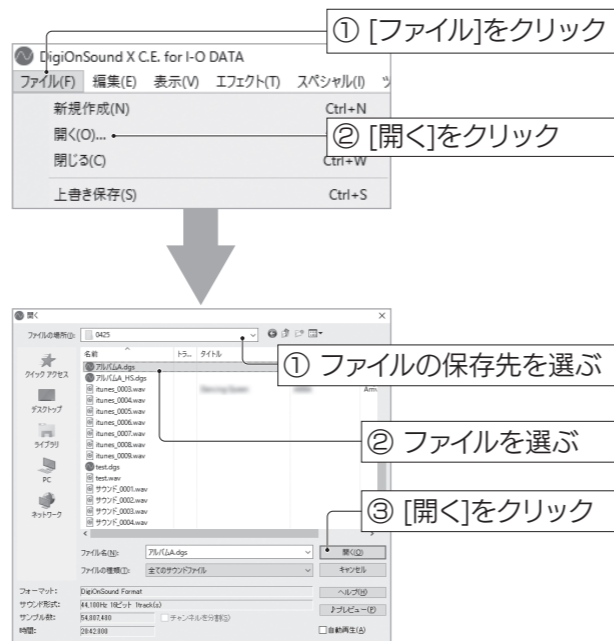 ① [ファイル]をクリック
DigiOnSound X C.E. for I-O DATA
ファイル(F) 編集(E) 表示(V) エフェクト(T) スペシャル(I)
新規作成(N) Ctrl+N
開く(O)...
② [開く]をクリック
閉じる(C) Ctrl+W
上書き保存(S) Ctrl+S
開く
ファイルの場所(I): 0425
名前 トラ... タイトル
① ファイルの保存先を選ぶ
クイック アクセス
デスクトップ
ライブラリ
PC
ネットワーク
アルバムA.dgs
アルバムA_HS.dgs
itunes_0003.wav
itunes_0004.wav
itunes_0005.wav
itunes_0006.wav
itunes_0007.wav
itunes_0008.wav
itunes_0009.wav
test.dgs
test.wav
サウンド_0001.wav
サウンド_0002.wav
サウンド_0003.wav
サウンド_0004.wav
② ファイルを選ぶ
③ [開く]をクリック
ファイル名(N): アルバムA.dgs 開く(O)
ファイルの種類(T): 全てのサウンドファイル キャンセル
フォーマット: DigiOnSound Format ヘルプ(H)
サウンド形式: 44,100Hz 16ビット 1track(s) プレビュー(P)
サンプル数: 54,807,480 チャンネルを分割(S)
時間: 20:42.800 自動再生(A)